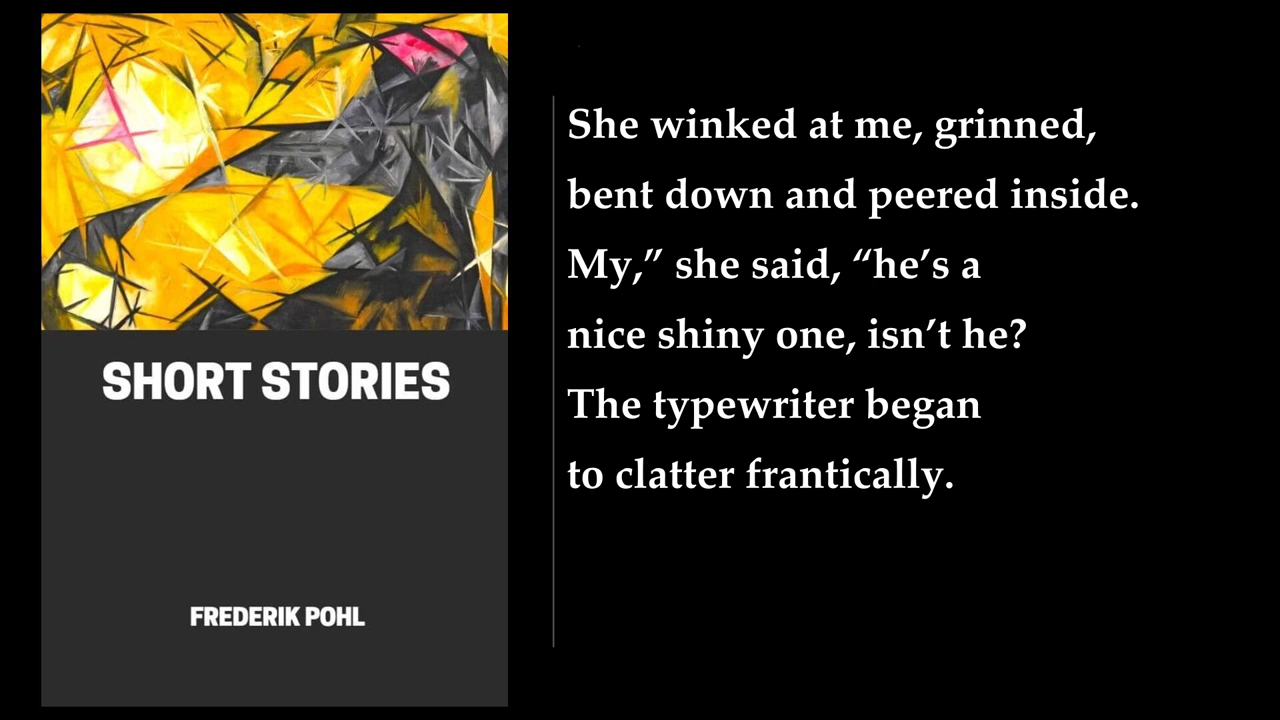 SHORT STORIES
FREDERIK POHL
She winked at me, grinned,
bent down and peered inside.
My,” she said, “he’s a
nice shiny one, isn’t he?
The typewriter began
to clatter frantically.